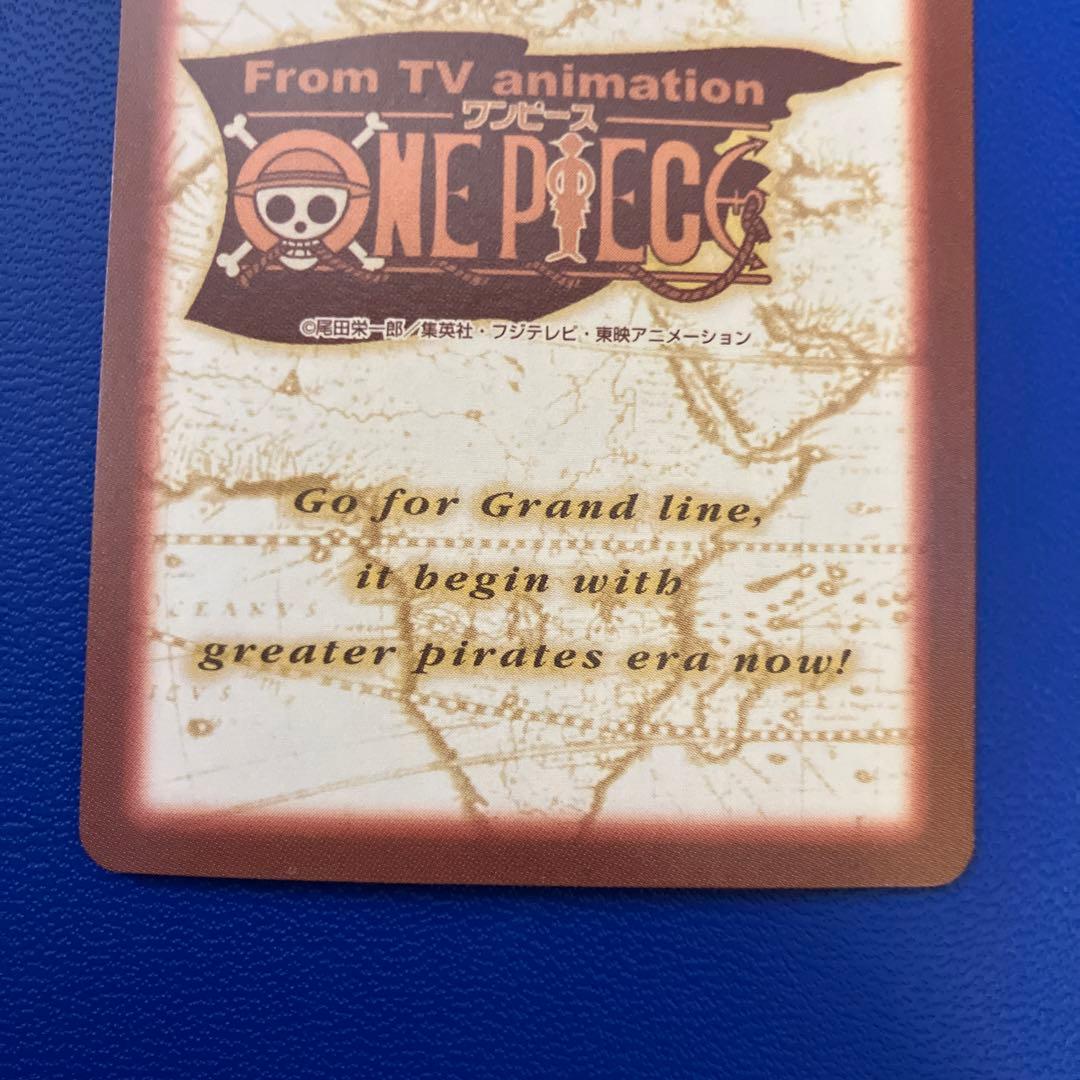 From TV animation
ワンピース
ONE PIECE
©尾田栄一郎／集英社・フジテレビ・東映アニメーション
Go for Grand line,
it begin with
OCEANVS
greater pirates era now!